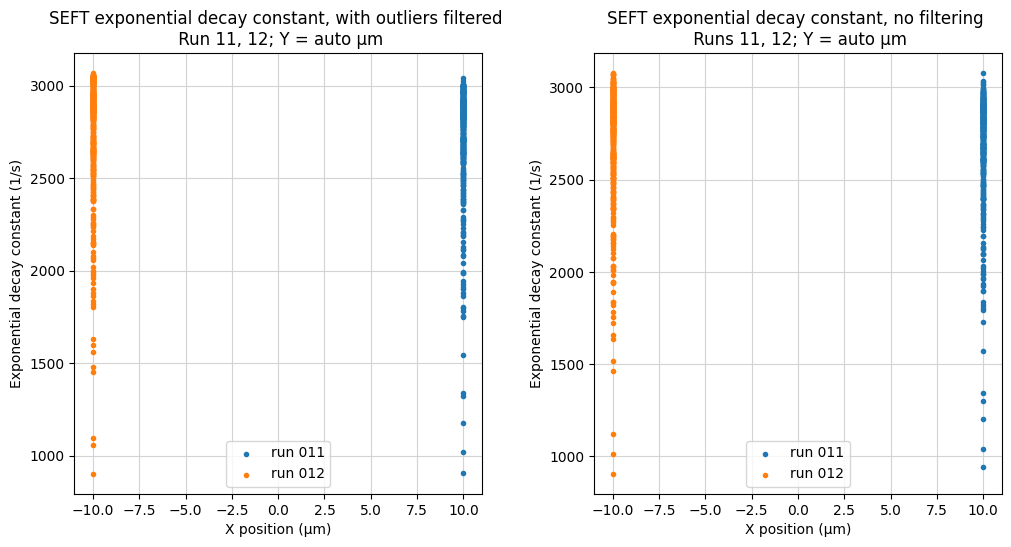 SEFT exponential decay constant, with outliers filtered
Run 11, 12; Y = auto μm
3000
2500
2000
1500
1000
Exponential decay constant (1/s)
−10.0
−7.5
−5.0
−2.5
0.0
2.5
5.0
7.5
10.0
X position (μm)
run 011
run 012
SEFT exponential decay constant, no filtering
Runs 11, 12; Y = auto μm
3000
2500
2000
1500
1000
Exponential decay constant (1/s)
−10.0
−7.5
−5.0
−2.5
0.0
2.5
5.0
7.5
10.0
X position (μm)
run 011
run 012